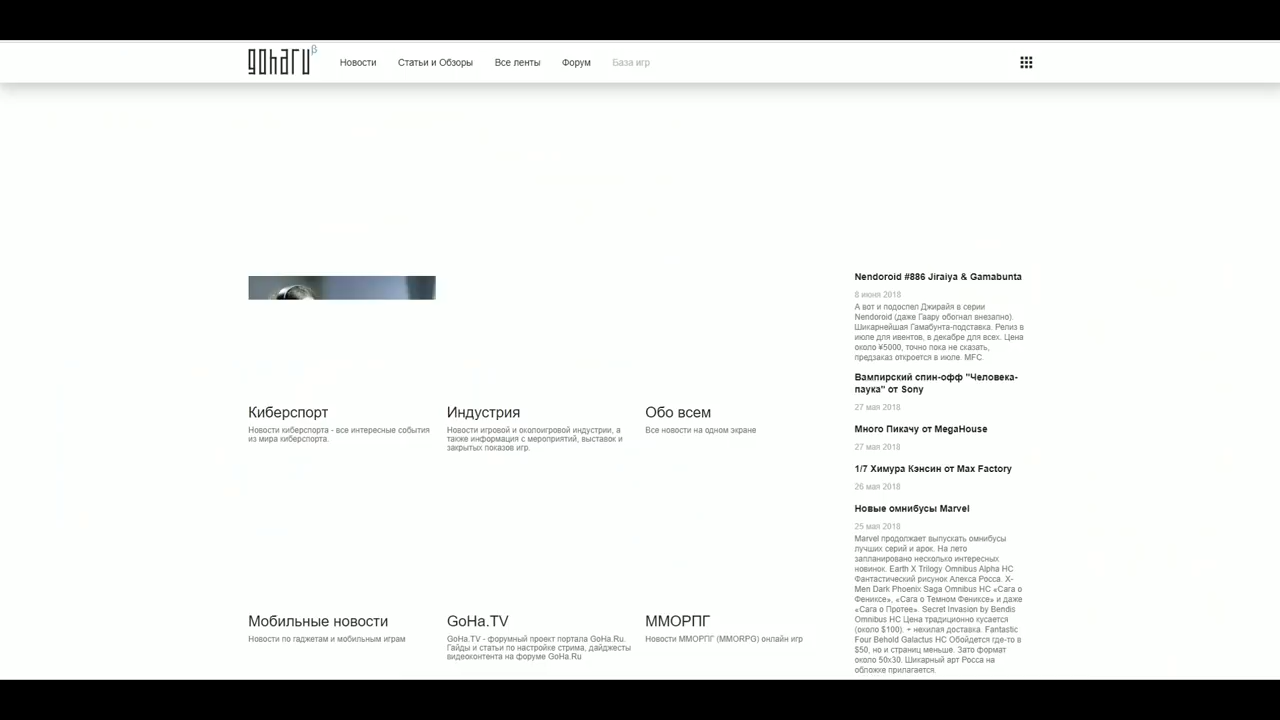 goharu β
Новости
Статьи и Обзоры
Все ленты
Форум
База игр
Киберспорт
Новости киберспорта - все интересные события
из мира киберспорта.
Индустрия
Новости игровой и околоигровой индустрии, а
также информация с мероприятий, выставок и
закрытых показов игр.
Обо всем
Все новости на одном экране
Мобильные новости
Новости по гаджетам и мобильным играм
GoHa.TV
GoHa.TV - форумный проект портала GoHa.Ru.
Гайды и статьи по настройке стрима, дайджесты
видеоконтента на форуме GoHa.Ru
ММОРПГ
Новости ММОРПГ (MMORPG) онлайн игр
Nendoroid #886 Jiraiya & Gamabunta
8 июня 2018
А вот и подоспел Джирайя в серии
Nendoroid (даже Гаару обогнал внезапно).
Шикарнейшая Гамабунта-подставка. Релиз в
июле для ивентов, в декабре для всех. Цена
около ¥5000, точно пока не сказать,
предзаказ откроется в июле. MFC.
Вампирский спин-офф "Человека-
паука" от Sony
27 мая 2018
Много Пикачу от MegaHouse
27 мая 2018
1/7 Химура Кэнсин от Max Factory
26 мая 2018
Новые омнибусы Marvel
25 мая 2018
Marvel продолжает выпускать омнибусы
лучших серий и арок. На лето
запланировано несколько интересных
новинок. Earth X Trilogy Omnibus Alpha HC
Фантастический рисунок Алекса Росса. X-
Men Dark Phoenix Saga Omnibus HC «Сага о
Фениксе», «Сага о Темном Фениксе» и даже
«Сага о Протее». Secret Invasion by Bendis
Omnibus HC Цена традиционно кусается
(около $100). + нехилая доставка. Fantastic
Four Behold Galactus HC Обойдется где-то в
$50, но и страниц меньше. Зато формат
около 50х30. Шикарный арт Росса на
обложке прилагается.